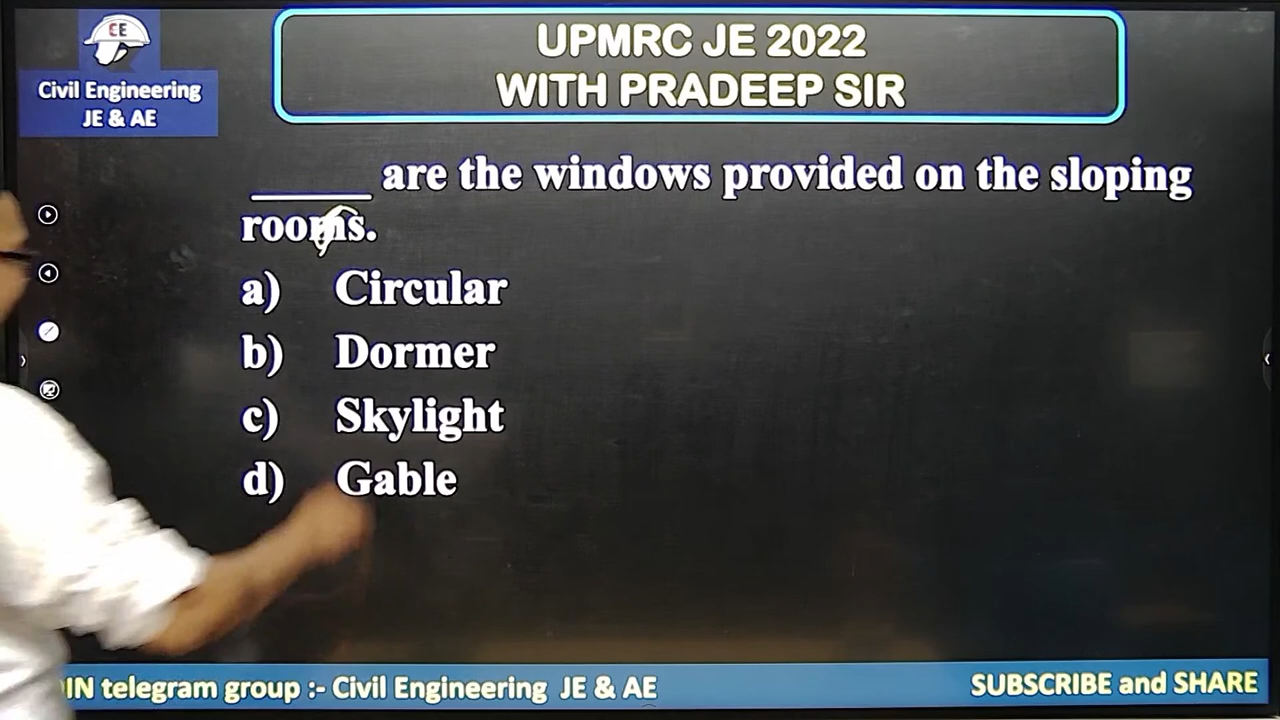 CE
Civil Engineering
JE & AE
UPMRC JE 2022
WITH PRADEEP SIR
_____ are the windows provided on the sloping
rooms.
a) Circular
b) Dormer
c) Skylight
d) Gable
telegram group :- Civil Engineering JE & AE
SUBSCRIBE and SHARE